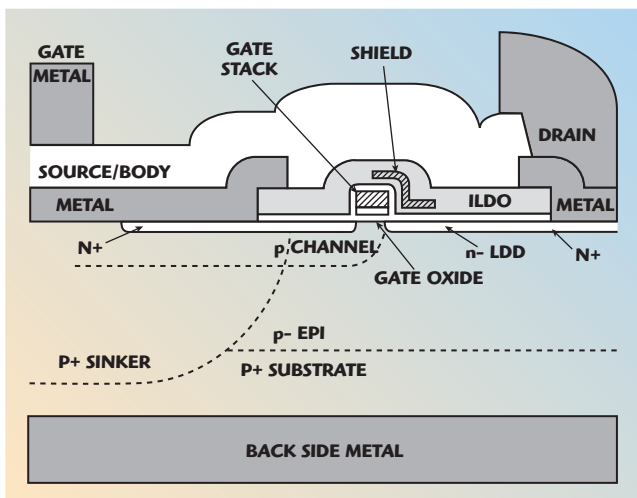 GATE
METAL
GATE
STACK
SHIELD
DRAIN
SOURCE/BODY
METAL
ILDO
METAL
N+
p CHANNEL
n- LDD
N+
GATE OXIDE
p- EPI
P+ SINKER
P+ SUBSTRATE
BACK SIDE METAL